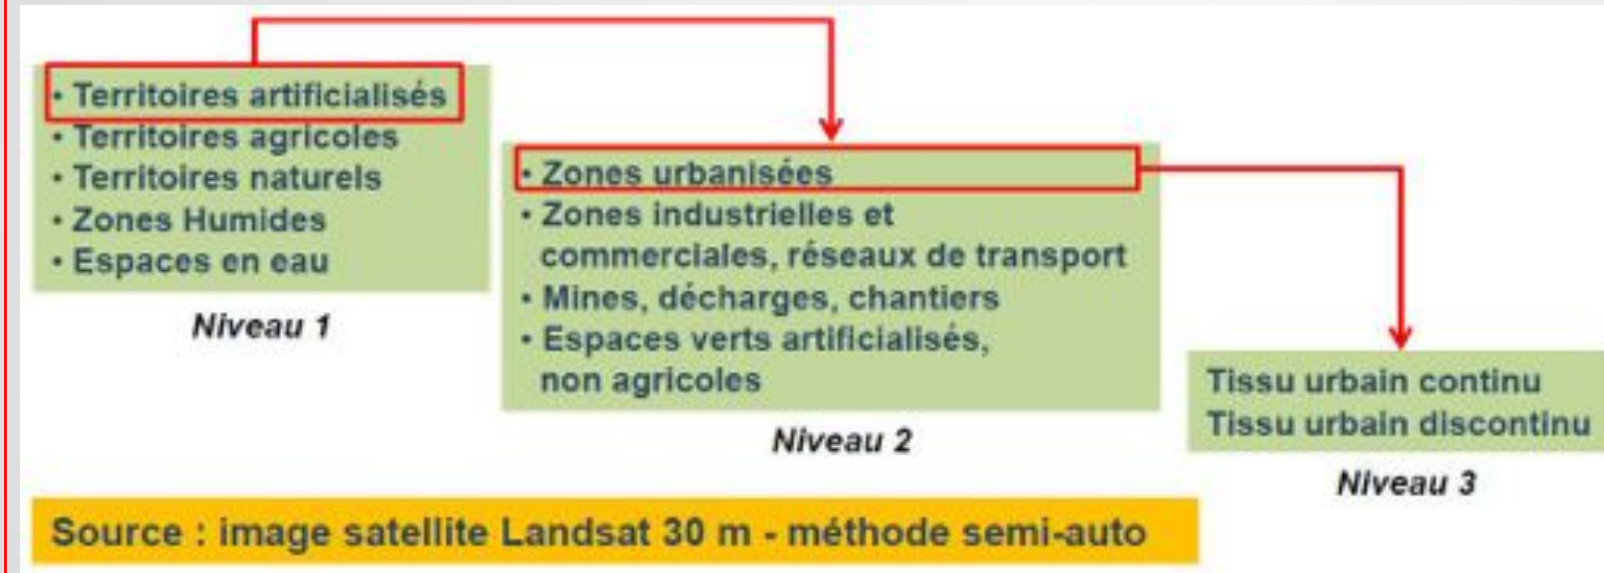 • Territoires artificialisés
• Territoires agricoles
• Territoires naturels
• Zones Humides
• Espaces en eau
Niveau 1
• Zones urbanisées
• Zones industrielles et
commerciales, réseaux de transport
• Mines, décharges, chantiers
• Espaces verts artificialisés,
non agricoles
Niveau 2
Tissu urbain continu
Tissu urbain discontinu
Niveau 3
Source : image satellite Landsat 30 m - méthode semi-auto